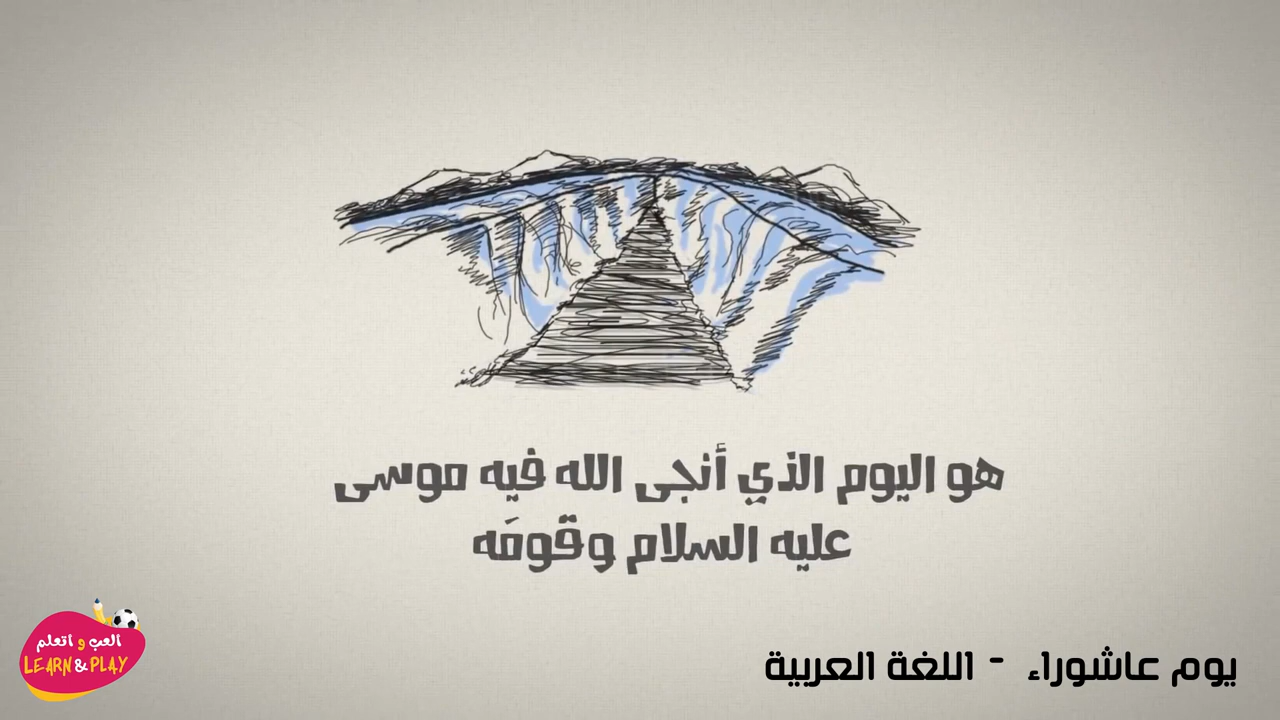 هو اليوم الذي أنجى الله فيه موسى
عليه السلام وقومَه
العب و اتعلم
LEARN & PLAY
يوم عاشوراء - اللغة العربية